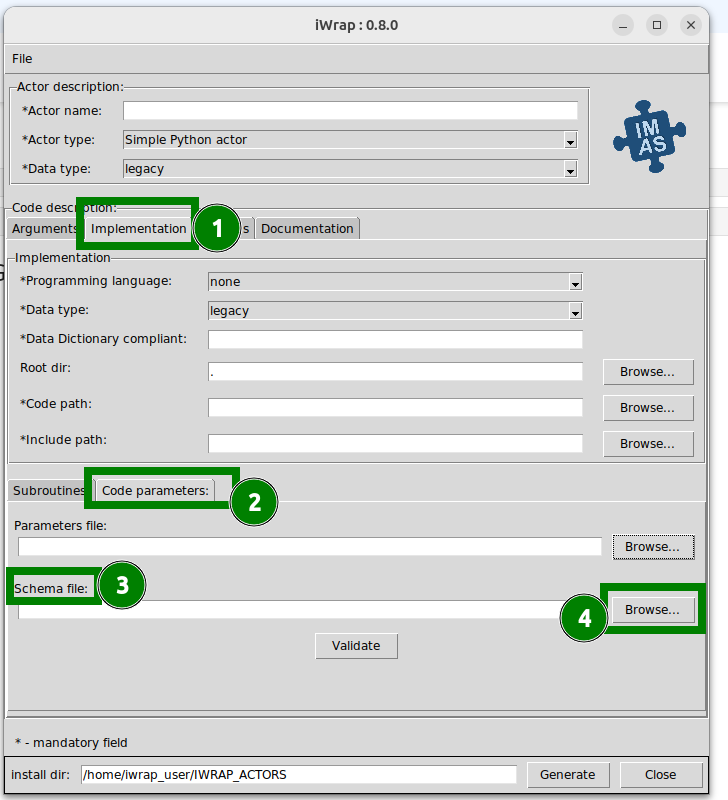 iWrap : 0.8.0
File
Actor description:
*Actor name:
*Actor type: Simple Python actor
*Data type: legacy
IM
AS
Code description:
Arguments Implementation 1 s Documentation
Implementation
*Programming language: none
*Data type: legacy
*Data Dictionary compliant:
Root dir: . Browse...
*Code path: Browse...
*Include path: Browse...
Subroutines Code parameters: 2
Parameters file:
Browse...
Schema file: 3
4 Browse...
Validate
* - mandatory field
install dir: /home/iwrap_user/IWRAP_ACTORS Generate Close